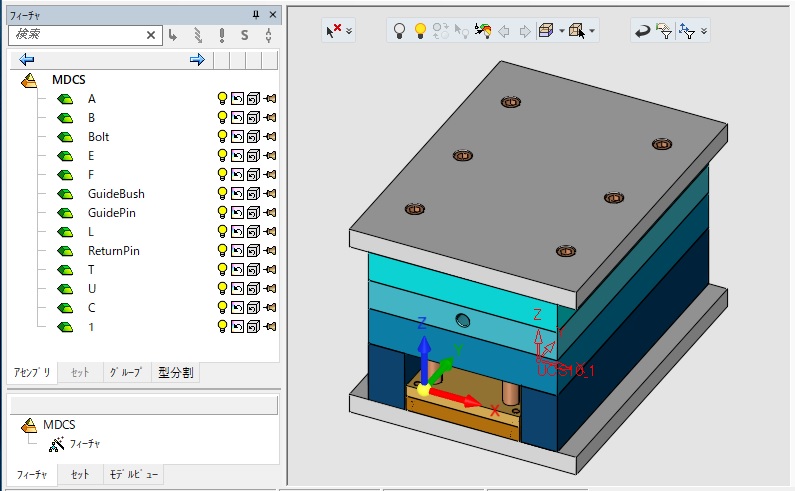 フィーチャ
検索
S
MDCS
A
B
Bolt
E
F
GuideBush
GuidePin
L
ReturnPin
T
U
C
1
アセンブリ セット グループ 型分割
MDCS
フィーチャ
フィーチャ セット モデルビュー
Z
Y
X
Z
Y
UCS10_1